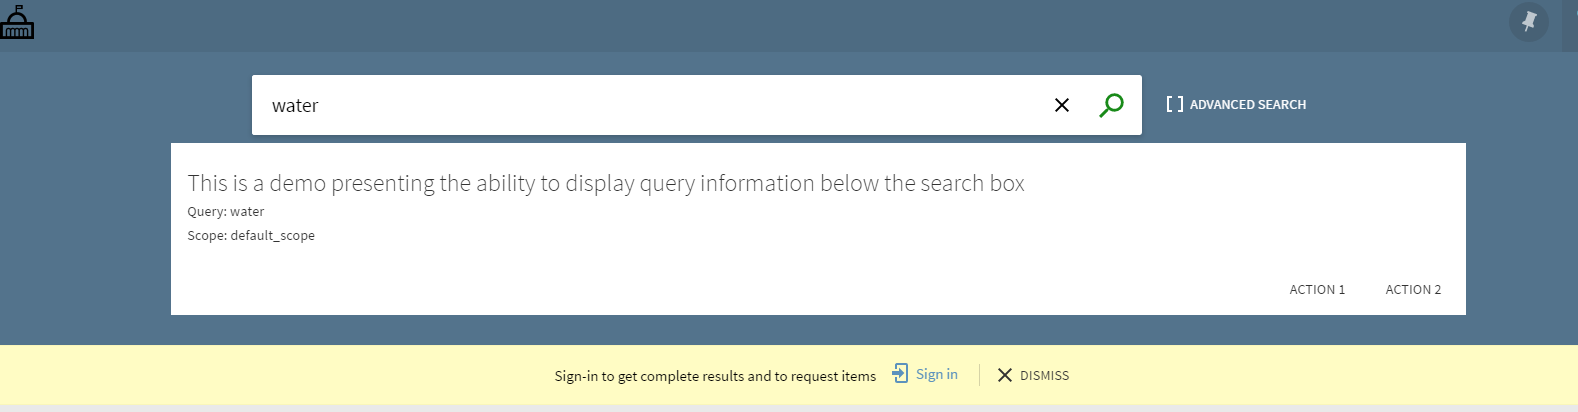 water
ADVANCED SEARCH
This is a demo presenting the ability to display query information below the search box
Query: water
Scope: default_scope
ACTION 1 ACTION 2
Sign-in to get complete results and to request items Sign in DISMISS